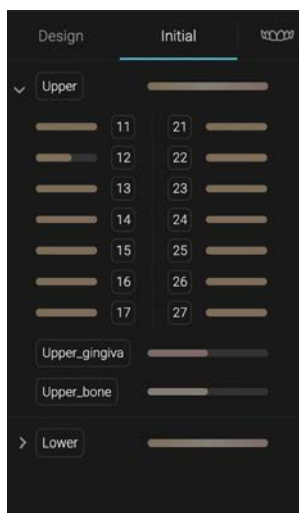 Design Initial
Upper
11 21
12 22
13 23
14 24
15 25
16 26
17 27
Upper_gingiva
Upper_bone
Lower